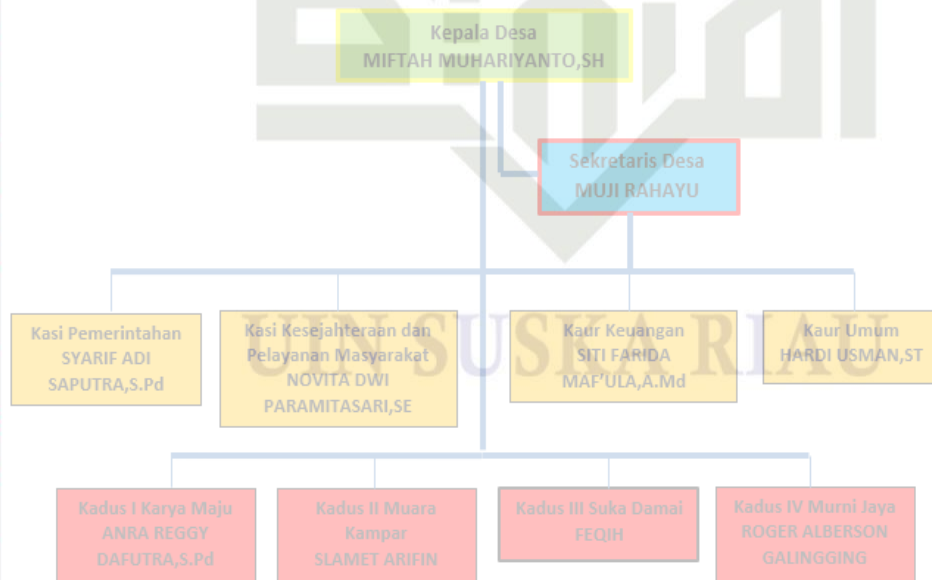 Kepala Desa
MIFTAH MUHARIYANTO,SH
Sekretaris Desa
MUJI RAHAYU
Kasi Pemerintahan
SYARIF ADI
SAPUTRA,S.Pd
Kasi Kesejahteraan dan
Pelayanan Masyarakat
NOVITA DWI
PARAMITASARI,SE
Kaur Keuangan
SITI FARIDA
MAF’ULA,A.Md
Kaur Umum
HARDI USMAN,ST
UIN SUSKA RIAU
Kadus I Karya Maju
ANRA REGGY
DAFUTRA,S.Pd
Kadus II Muara
Kampar
SLAMET ARIFIN
Kadus III Suka Damai
FEQIH
Kadus IV Murni Jaya
ROGER ALBERSON
GALINGGING